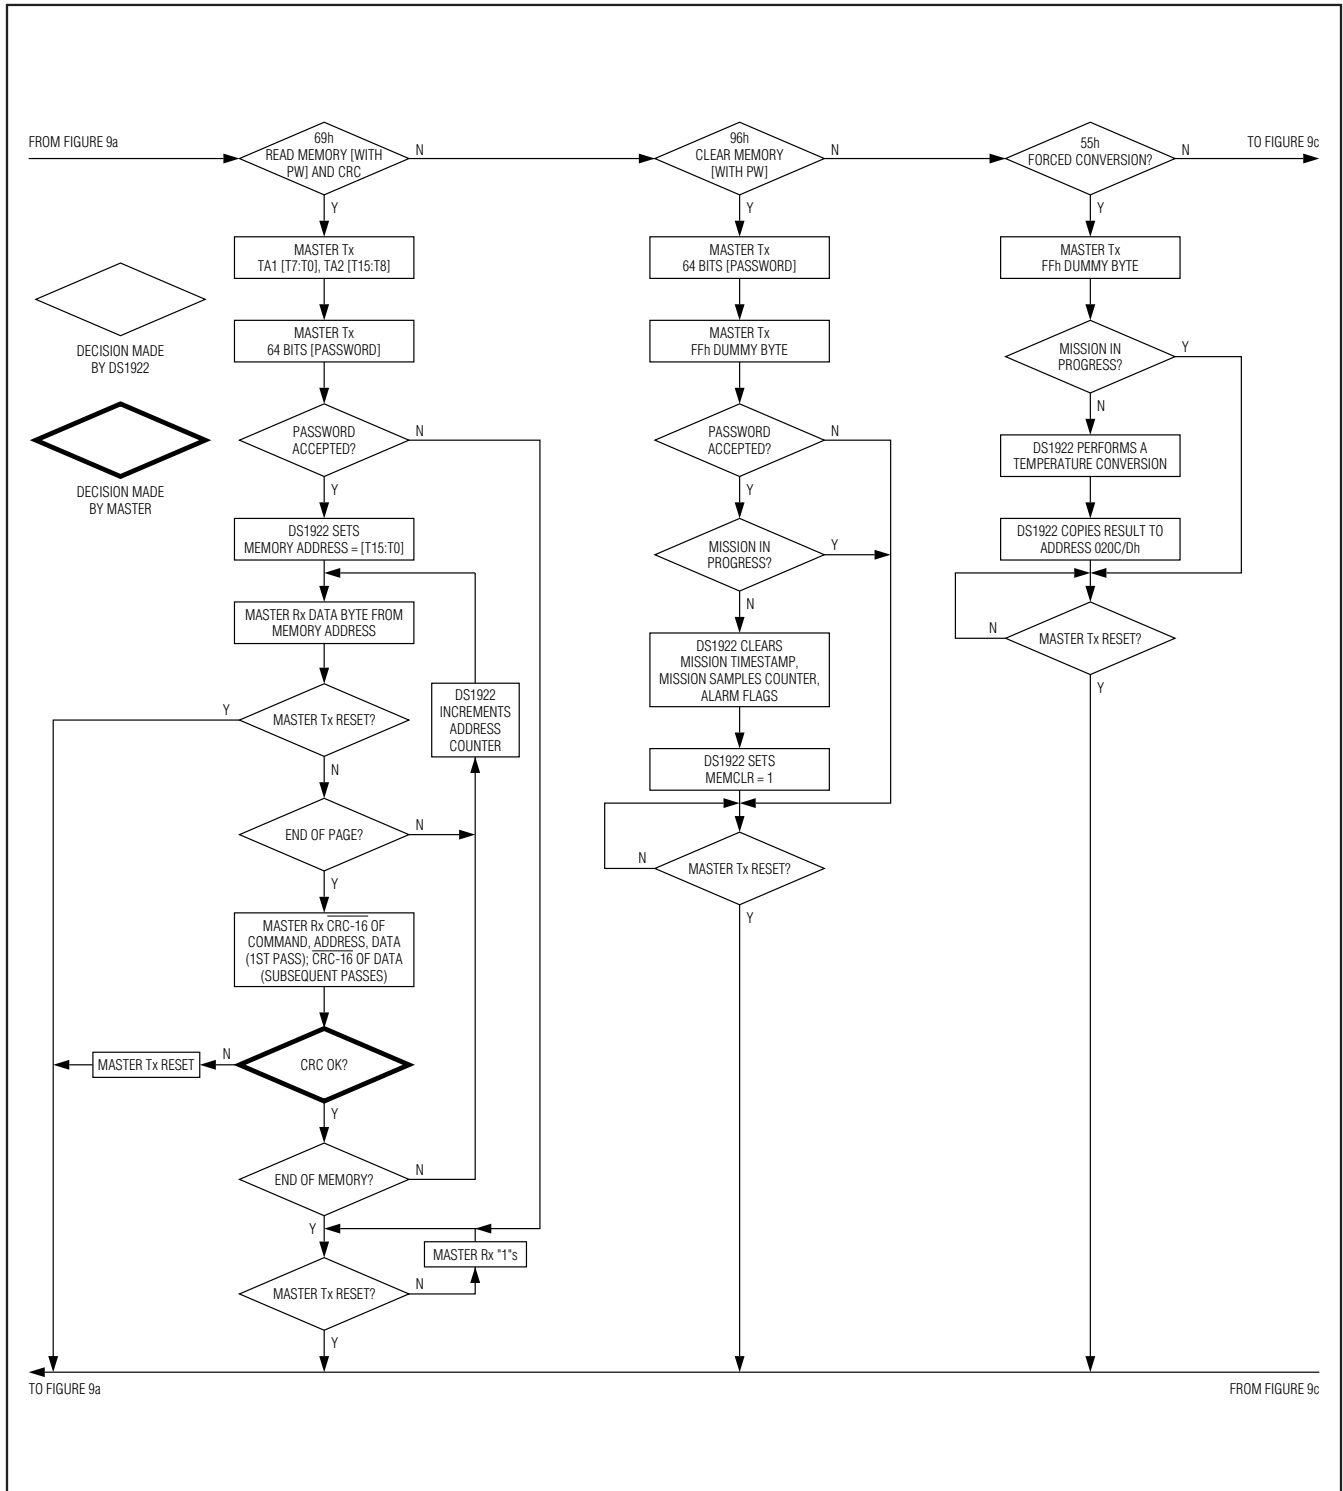 FROM FIGURE 9a
69h
READ MEMORY [WITH
PW] AND CRC
N
Y
MASTER Tx
TA1 [T7:T0], TA2 [T15:T8]
MASTER Tx
64 BITS [PASSWORD]
PASSWORD
ACCEPTED?
N
Y
DS1922 SETS
MEMORY ADDRESS = [T15:T0]
MASTER Rx DATA BYTE FROM
MEMORY ADDRESS
DS1922
INCREMENTS
ADDRESS
COUNTER
Y
MASTER Tx RESET?
N
END OF PAGE?
N
Y
MASTER Rx CRC-16 OF
COMMAND, ADDRESS, DATA
(1ST PASS); CRC-16 OF DATA
(SUBSEQUENT PASSES)
MASTER Tx RESET
N
CRC OK?
Y
END OF MEMORY?
N
Y
MASTER Rx "1"s
MASTER Tx RESET?
N
Y
DECISION MADE
BY DS1922
DECISION MADE
BY MASTER
96h
CLEAR MEMORY
[WITH PW]
N
Y
MASTER Tx
64 BITS [PASSWORD]
MASTER Tx
FFh DUMMY BYTE
PASSWORD
ACCEPTED?
N
Y
MISSION IN
PROGRESS?
Y
N
DS1922 CLEARS
MISSION TIMESTAMP,
MISSION SAMPLES COUNTER,
ALARM FLAGS
DS1922 SETS
MEMCLR = 1
N
MASTER Tx RESET?
Y
55h
FORCED CONVERSION?
N
TO FIGURE 9c
Y
MASTER Tx
FFh DUMMY BYTE
MISSION IN
PROGRESS?
Y
N
DS1922 PERFORMS A
TEMPERATURE CONVERSION
DS1922 COPIES RESULT TO
ADDRESS 020C/Dh
N
MASTER Tx RESET?
Y
TO FIGURE 9a
FROM FIGURE 9c